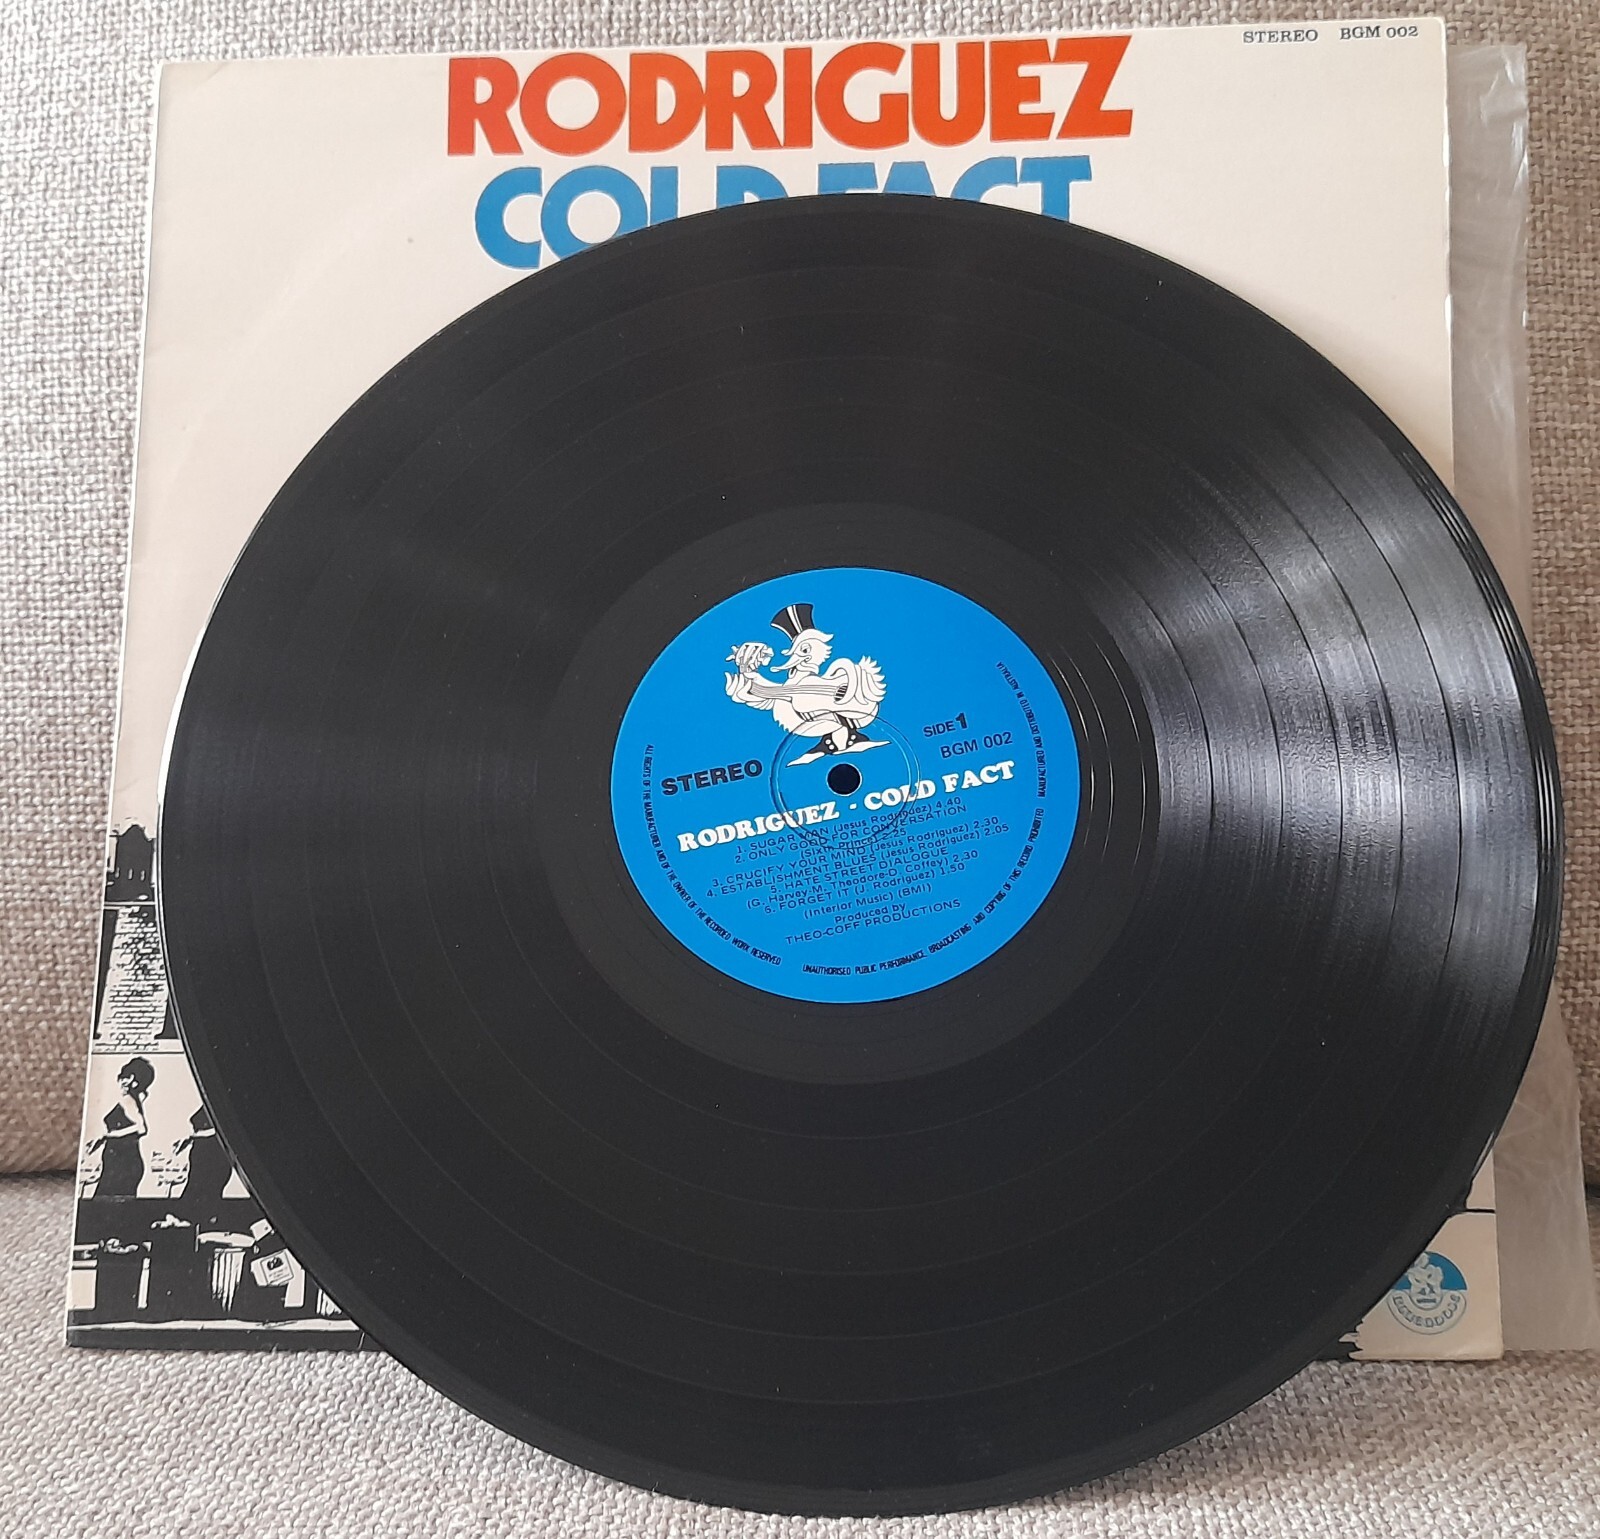 STEREO BGM 002
RODRIGUEZ
COLD FACT
SIDE 1
BGM 002
STEREO
RODRIGUEZ - COLD FACT
1. SUGAR MAN (Jesus Rodriguez) 4.40
2. ONLY GOOD FOR CONVERSATION
(Sixth Prince) 2.25
3. CRUCIFY YOUR MIND (Jesus Rodriguez) 2.30
4. ESTABLISHMENT BLUES (Jesus Rodriguez) 2.05
5. HATE STREET DIALOGUE
(G. Harvey-M. Theodore-D. Coffey) 2.30
6. FORGET IT (J. Rodriguez) 1.50
(Interior Music) (BMI)
Produced by
THEO-COFF PRODUCTIONS
ALL RIGHTS OF THE MANUFACTURER AND OF THE OWNER OF THE RECORDED WORK RESERVED
UNAUTHORISED PUBLIC PERFORMANCE, BROADCASTING AND COPYING OF THIS RECORD PROHIBITED
MANUFACTURED AND DISTRIBUTED IN AUSTRALIA